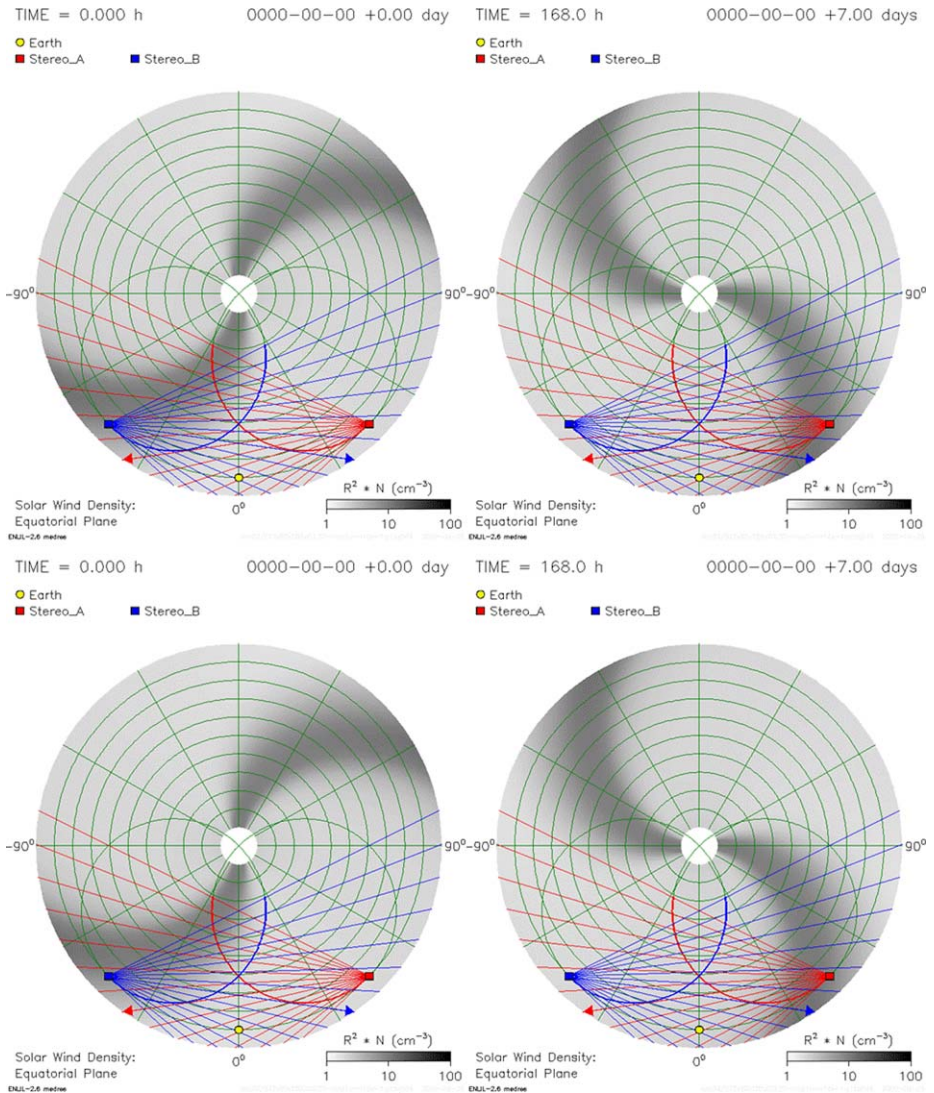 TIME = 0.000 h 0000-00-00 +0.00 day
Earth
Stereo_A Stereo_B
-90° 90°
0°
R² * N (cm⁻³)
Solar Wind Density:
Equatorial Plane
1 10 100
ENLIL-2.6 medres
TIME = 168.0 h 0000-00-00 +7.00 days
Earth
Stereo_A Stereo_B
-90° 90°
0°
R² * N (cm⁻³)
Solar Wind Density:
Equatorial Plane
1 10 100
ENLIL-2.6 medres
TIME = 0.000 h 0000-00-00 +0.00 day
Earth
Stereo_A Stereo_B
-90° 90°
0°
R² * N (cm⁻³)
Solar Wind Density:
Equatorial Plane
1 10 100
ENLIL-2.6 medres
TIME = 168.0 h 0000-00-00 +7.00 days
Earth
Stereo_A Stereo_B
-90° 90°
0°
R² * N (cm⁻³)
Solar Wind Density:
Equatorial Plane
1 10 100
ENLIL-2.6 medres